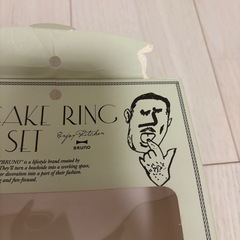 CAKE RING
SET
Enjoy Kitchen
BRUNO
"BRUNO" is a lifestyle brand created by
They'll turn a beachside into a working space,
decoration into a part of their fashion.
and fun-focused.